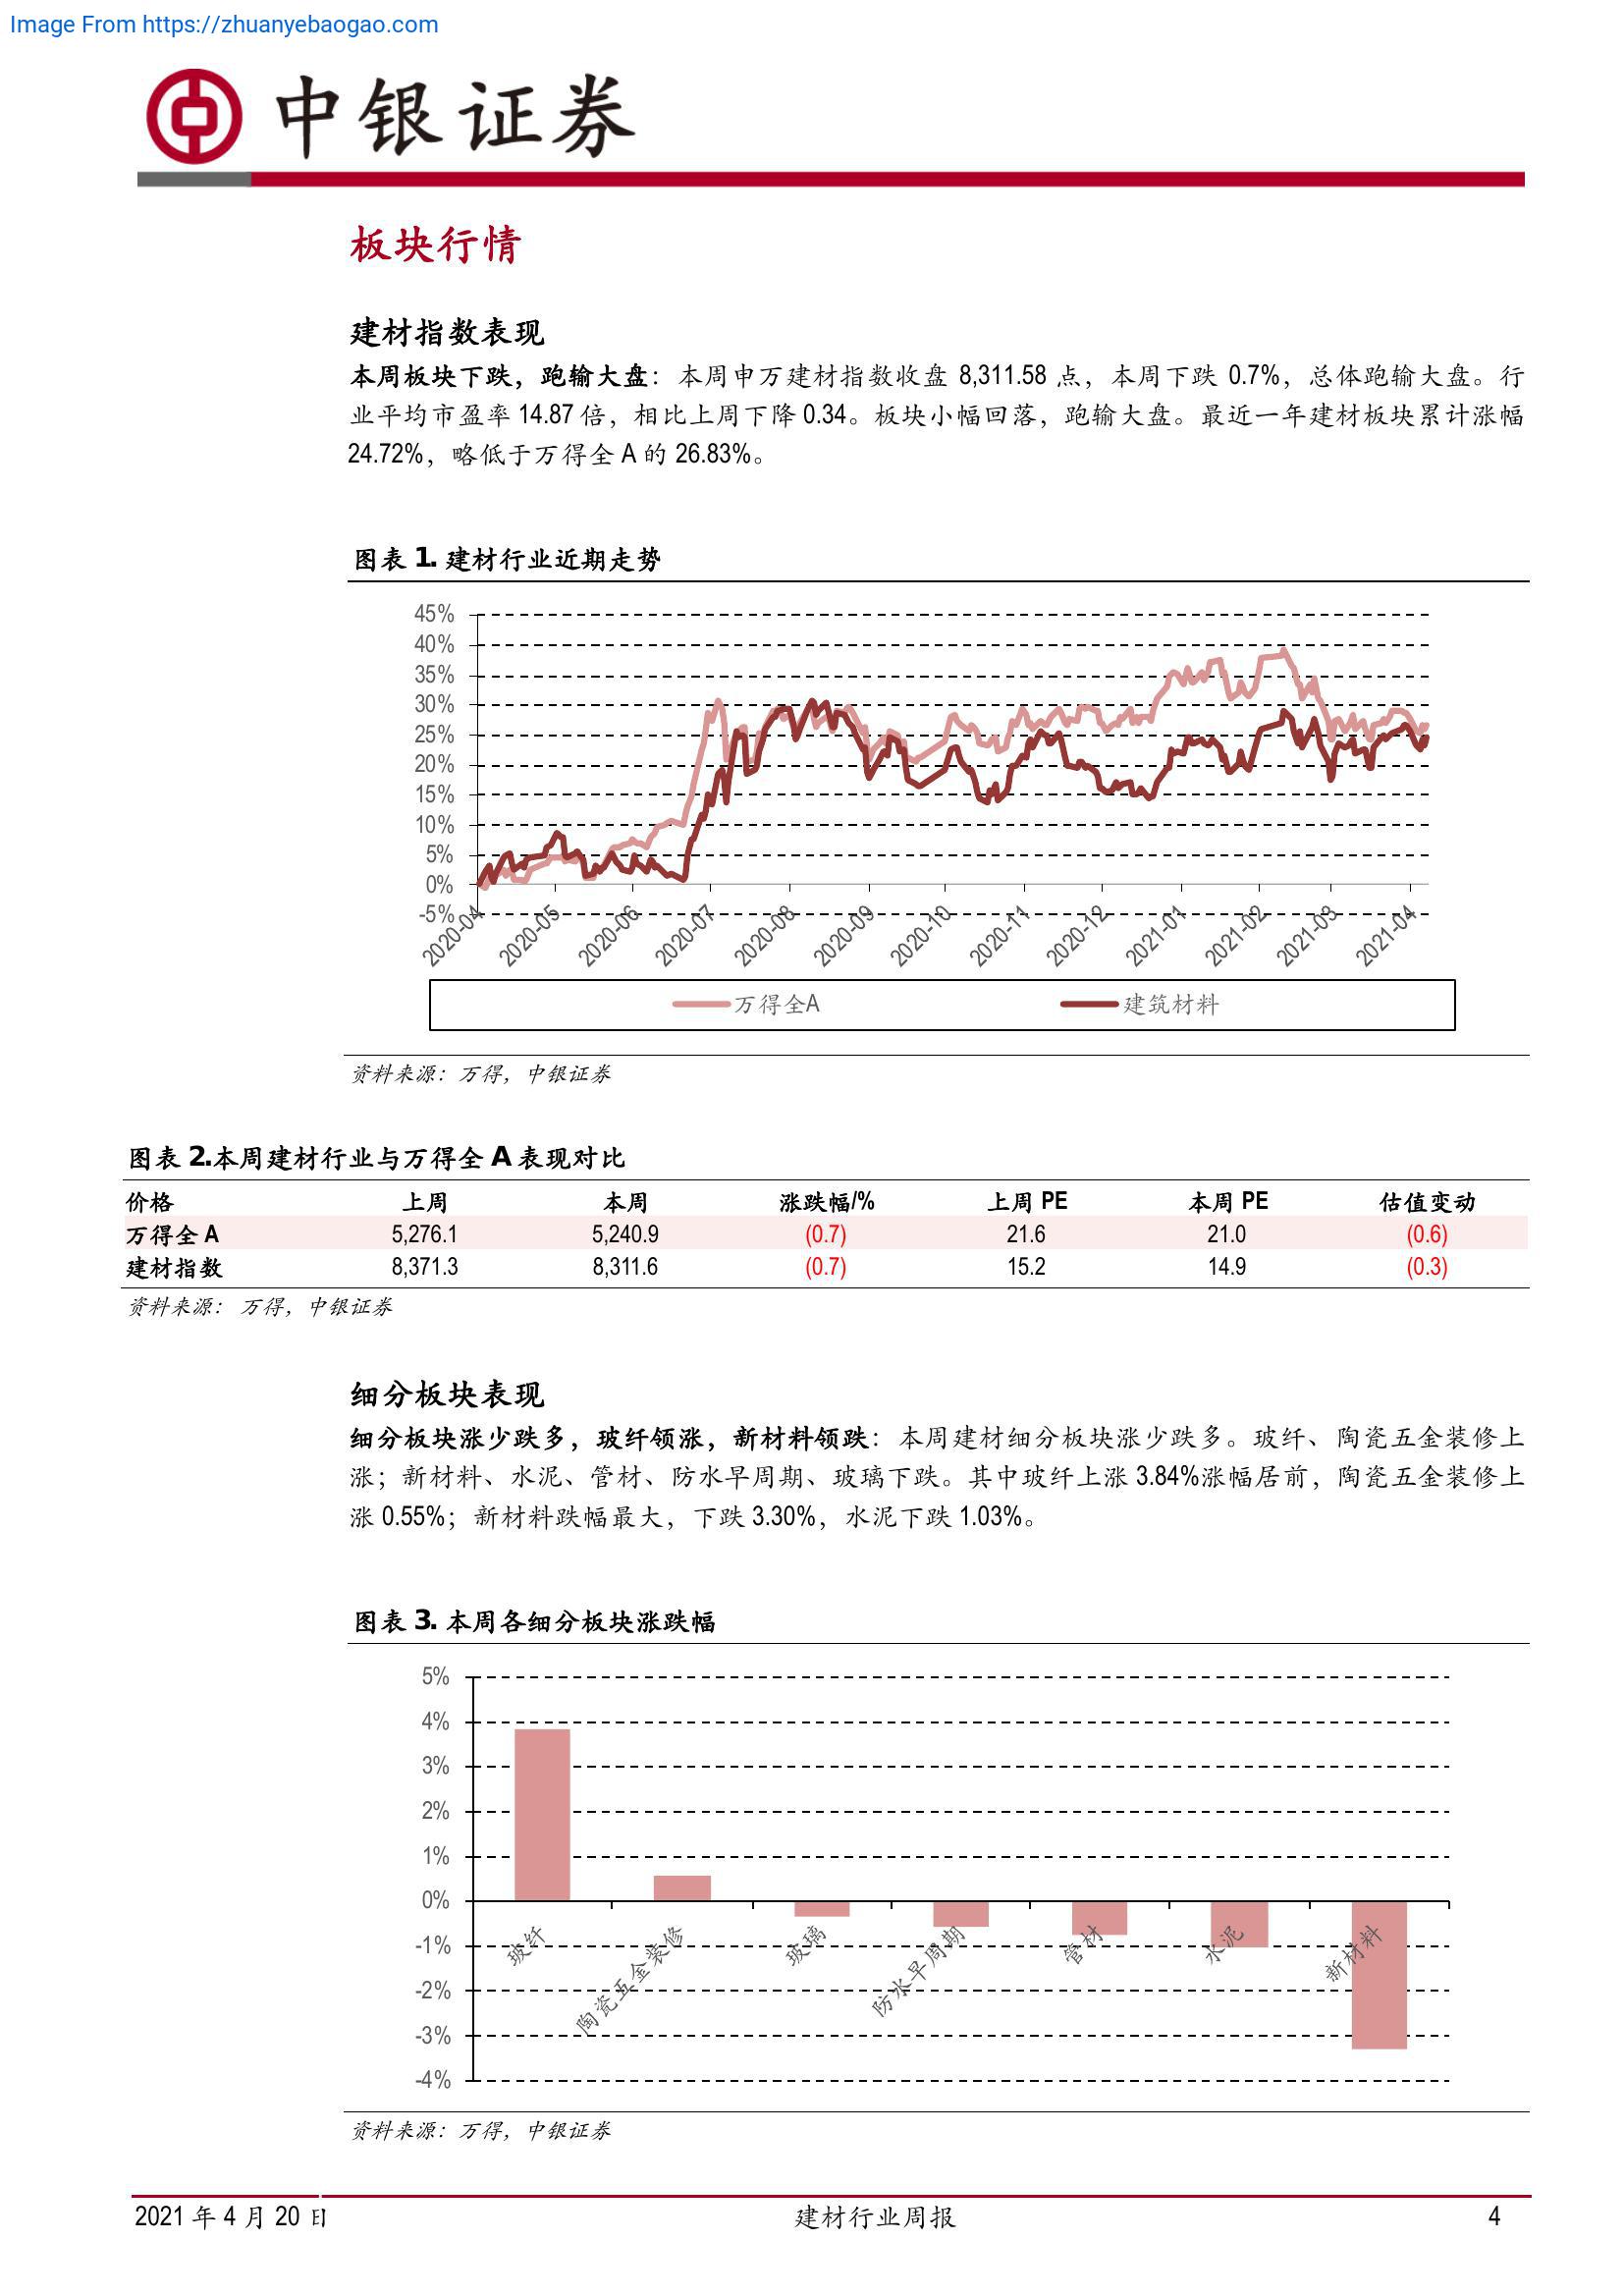 Image From https://zhuanyebaogao.com
中银证券
板块行情
建材指数表现
本周板块下跌，跑输大盘：本周申万建材指数收盘 8,311.58 点，本周下跌 0.7%，总体跑输大盘。行
业平均市盈率 14.87 倍，相比上周下降 0.34。板块小幅回落，跑输大盘。最近一年建材板块累计涨幅
24.72%，略低于万得全 A 的 26.83%。
图表 1. 建材行业近期走势
45%
40%
35%
30%
25%
20%
15%
10%
5%
0%
-5%
2020-04 2020-05 2020-06 2020-07 2020-08 2020-09 2020-10 2020-11 2020-12 2021-01 2021-02 2021-03 2021-04
万得全A 建筑材料
资料来源：万得，中银证券
图表 2.本周建材行业与万得全 A 表现对比
价格 上周 本周 涨跌幅/% 上周 PE 本周 PE 估值变动
万得全 A 5,276.1 5,240.9 (0.7) 21.6 21.0 (0.6)
建材指数 8,371.3 8,311.6 (0.7) 15.2 14.9 (0.3)
资料来源： 万得，中银证券
细分板块表现
细分板块涨少跌多，玻纤领涨，新材料领跌：本周建材细分板块涨少跌多。玻纤、陶瓷五金装修上
涨；新材料、水泥、管材、防水早周期、玻璃下跌。其中玻纤上涨 3.84%涨幅居前，陶瓷五金装修上
涨 0.55%；新材料跌幅最大，下跌 3.30%，水泥下跌 1.03%。
图表 3. 本周各细分板块涨跌幅
5%
4%
3%
2%
1%
0%
-1%
-2%
-3%
-4%
玻纤 陶瓷五金装修 玻璃 防水早周期 管材 水泥 新材料
资料来源：万得，中银证券
2021 年 4 月 20 日 建材行业周报 4